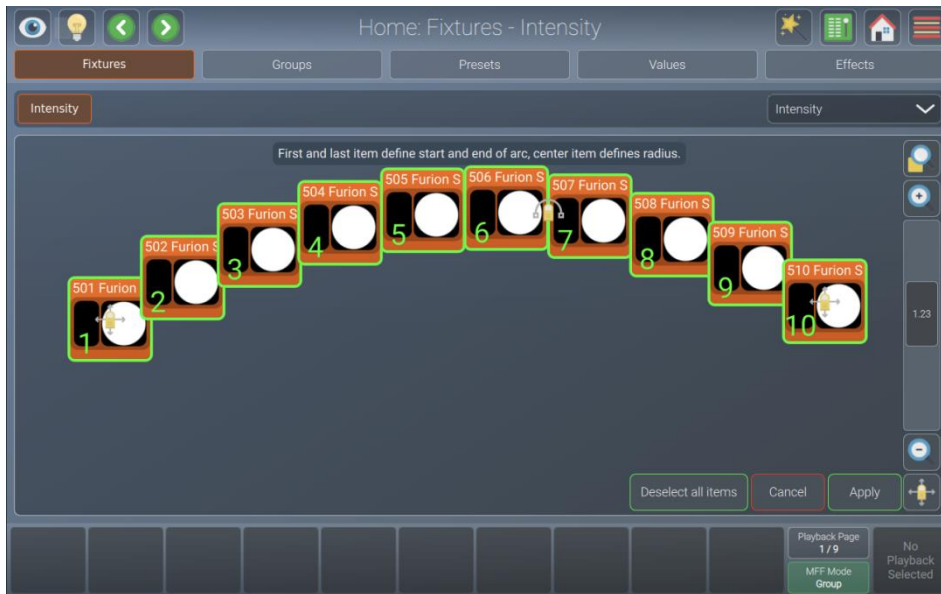 Home: Fixtures - Intensity
Fixtures
Groups
Presets
Values
Effects
Intensity
Intensity
First and last item define start and end of arc, center item defines radius.
501 Furion
1
502 Furion S
2
503 Furion S
3
504 Furion S
4
505 Furion S
5
506 Furion S
6
507 Furion S
7
508 Furion S
8
509 Furion S
9
510 Furion S
10
1.23
Deselect all items
Cancel
Apply
Playback Page
1 / 9
MFF Mode
Group
No
Playback
Selected